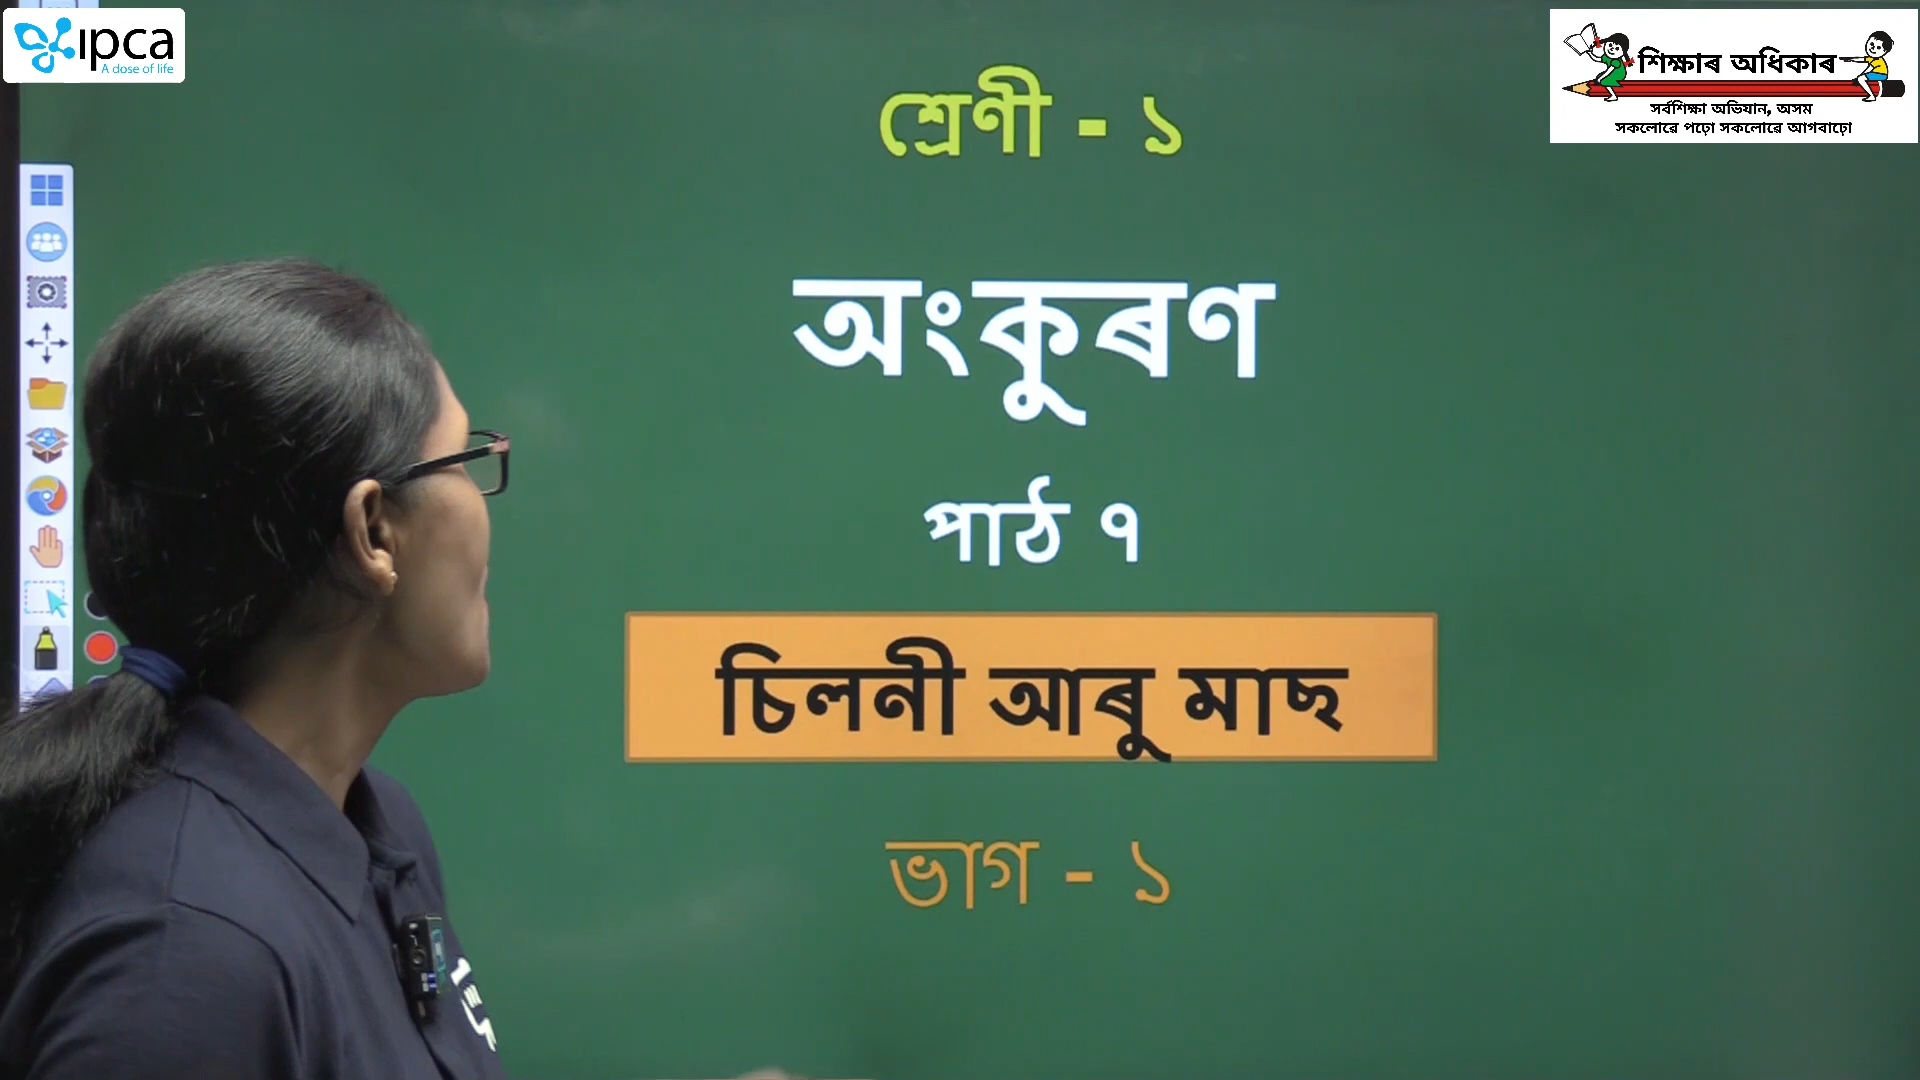 ipca
A dose of life
শিক্ষাৰ অধিকাৰ
সৰ্বশিক্ষা অভিযান, অসম
সকলোৱে পঢ়ো সকলোৱে আগবাঢ়ো
শ্ৰেণী - ১
অংকুৰণ
পাঠ ৭
চিলনী আৰু মাছ
ভাগ - ১